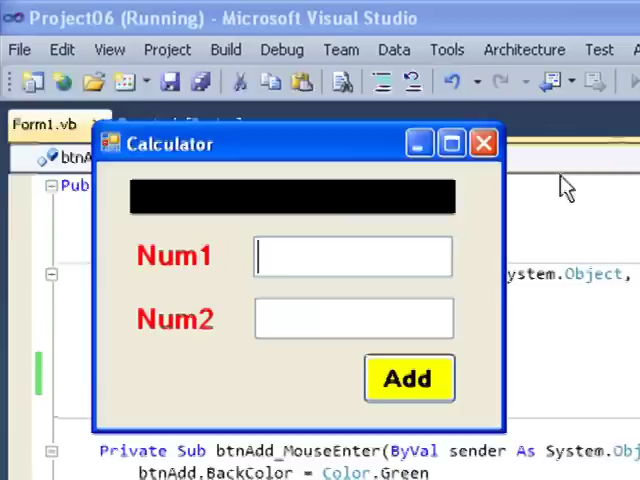 Project06 (Running) - Microsoft Visual Studio
File Edit View Project Build Debug Team Data Tools Architecture Test
Form1.vb
Calculator
btnA
Pub
Num1
ystem.Object,
Num2
Add
Private Sub btnAdd_MouseEnter(ByVal sender As System.Obj
btnAdd.BackColor = Color.Green